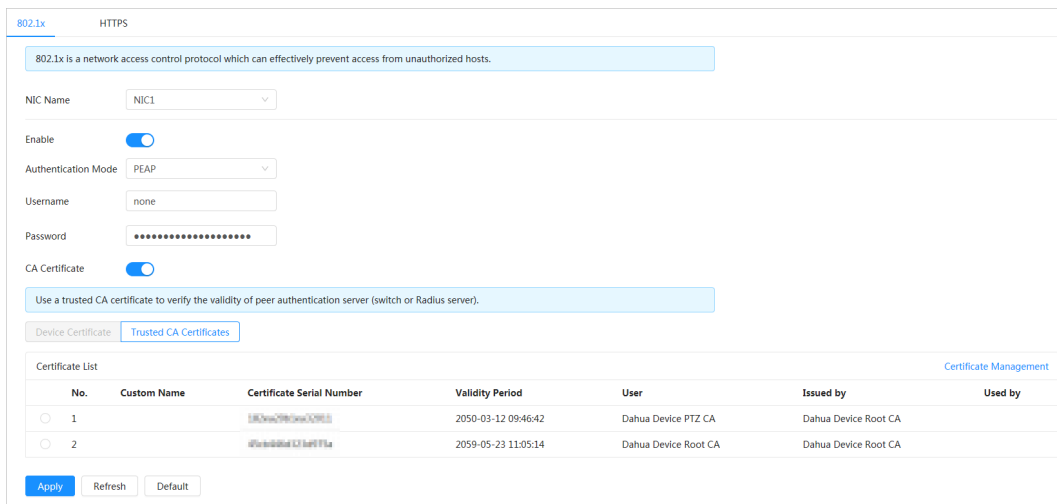 802.1x HTTPS
802.1x is a network access control protocol which can effectively prevent access from unauthorized hosts.
NIC Name NIC1
Enable
Authentication Mode PEAP
Username none
Password ••••••••••••••••••••
CA Certificate
Use a trusted CA certificate to verify the validity of peer authentication server (switch or Radius server).
Device Certificate Trusted CA Certificates
Certificate List Certificate Management
No. Custom Name Certificate Serial Number Validity Period User Issued by Used by
1 2050-03-12 09:46:42 Dahua Device PTZ CA Dahua Device Root CA
2 2059-05-23 11:05:14 Dahua Device Root CA Dahua Device Root CA
Apply Refresh Default